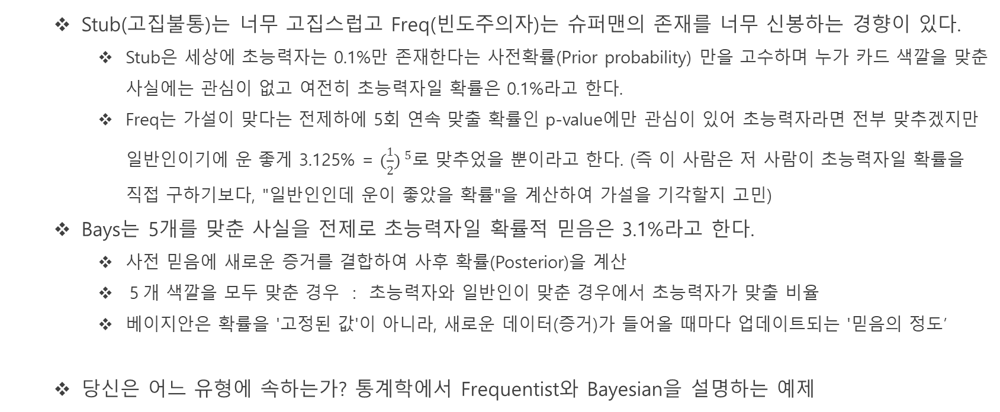 ❖ Stub(고집불통)는 너무 고집스럽고 Freq(빈도주의자)는 슈퍼맨의 존재를 너무 신봉하는 경향이 있다.
❖ Stub은 세상에 초능력자는 0.1%만 존재한다는 사전확률(Prior probability) 만을 고수하며 누가 카드 색깔을 맞춘
사실에는 관심이 없고 여전히 초능력자일 확률은 0.1%라고 한다.
❖ Freq는 가설이 맞다는 전제하에 5회 연속 맞출 확률인 p-value에만 관심이 있어 초능력자라면 전부 맞추겠지만
일반인이기에 운 좋게 3.125% = (1/2)⁵로 맞추었을 뿐이라고 한다. (즉 이 사람은 저 사람이 초능력자일 확률을
직접 구하기보다, "일반인인데 운이 좋았을 확률"을 계산하여 가설을 기각할지 고민)
❖ Bays는 5개를 맞춘 사실을 전제로 초능력자일 확률적 믿음은 3.1%라고 한다.
❖ 사전 믿음에 새로운 증거를 결합하여 사후 확률(Posterior)을 계산
❖ 5 개 색깔을 모두 맞춘 경우 : 초능력자와 일반인이 맞춘 경우에서 초능력자가 맞출 비율
❖ 베이지안은 확률을 '고정된 값'이 아니라, 새로운 데이터(증거)가 들어올 때마다 업데이트되는 '믿음의 정도’
❖ 당신은 어느 유형에 속하는가? 통계학에서 Frequentist와 Bayesian을 설명하는 예제